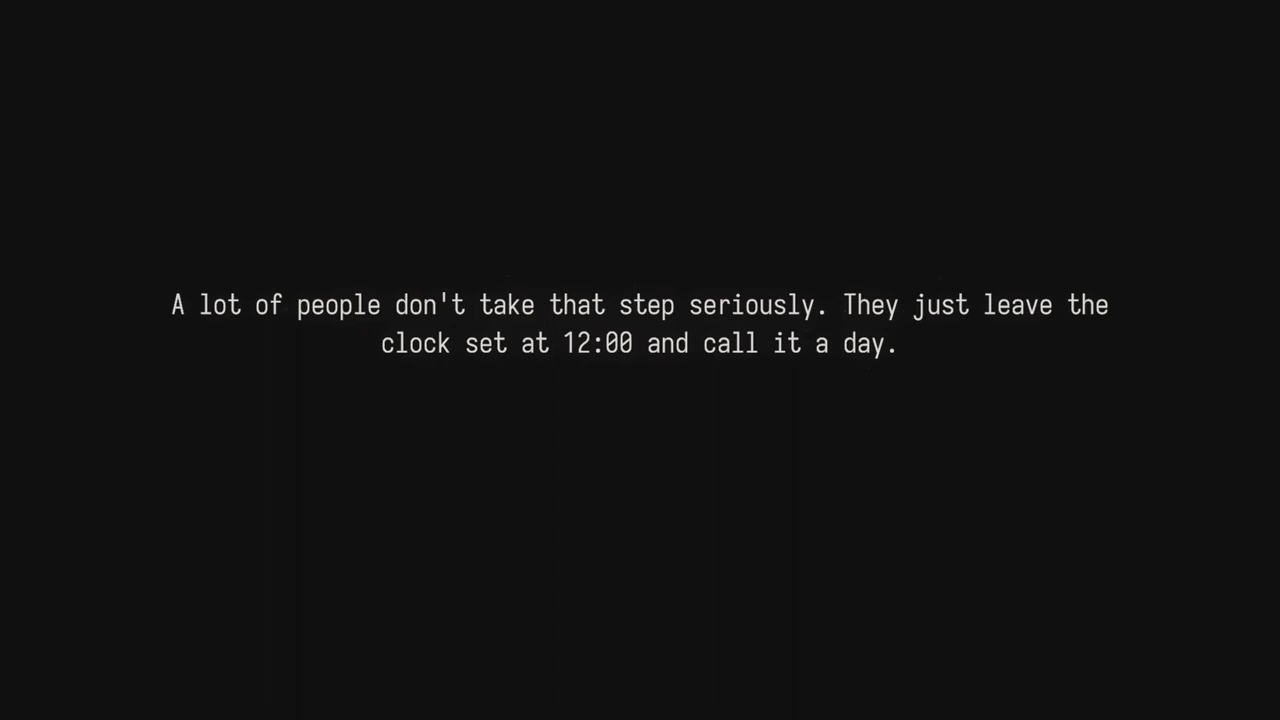 A lot of people don't take that step seriously. They just leave the
clock set at 12:00 and call it a day.